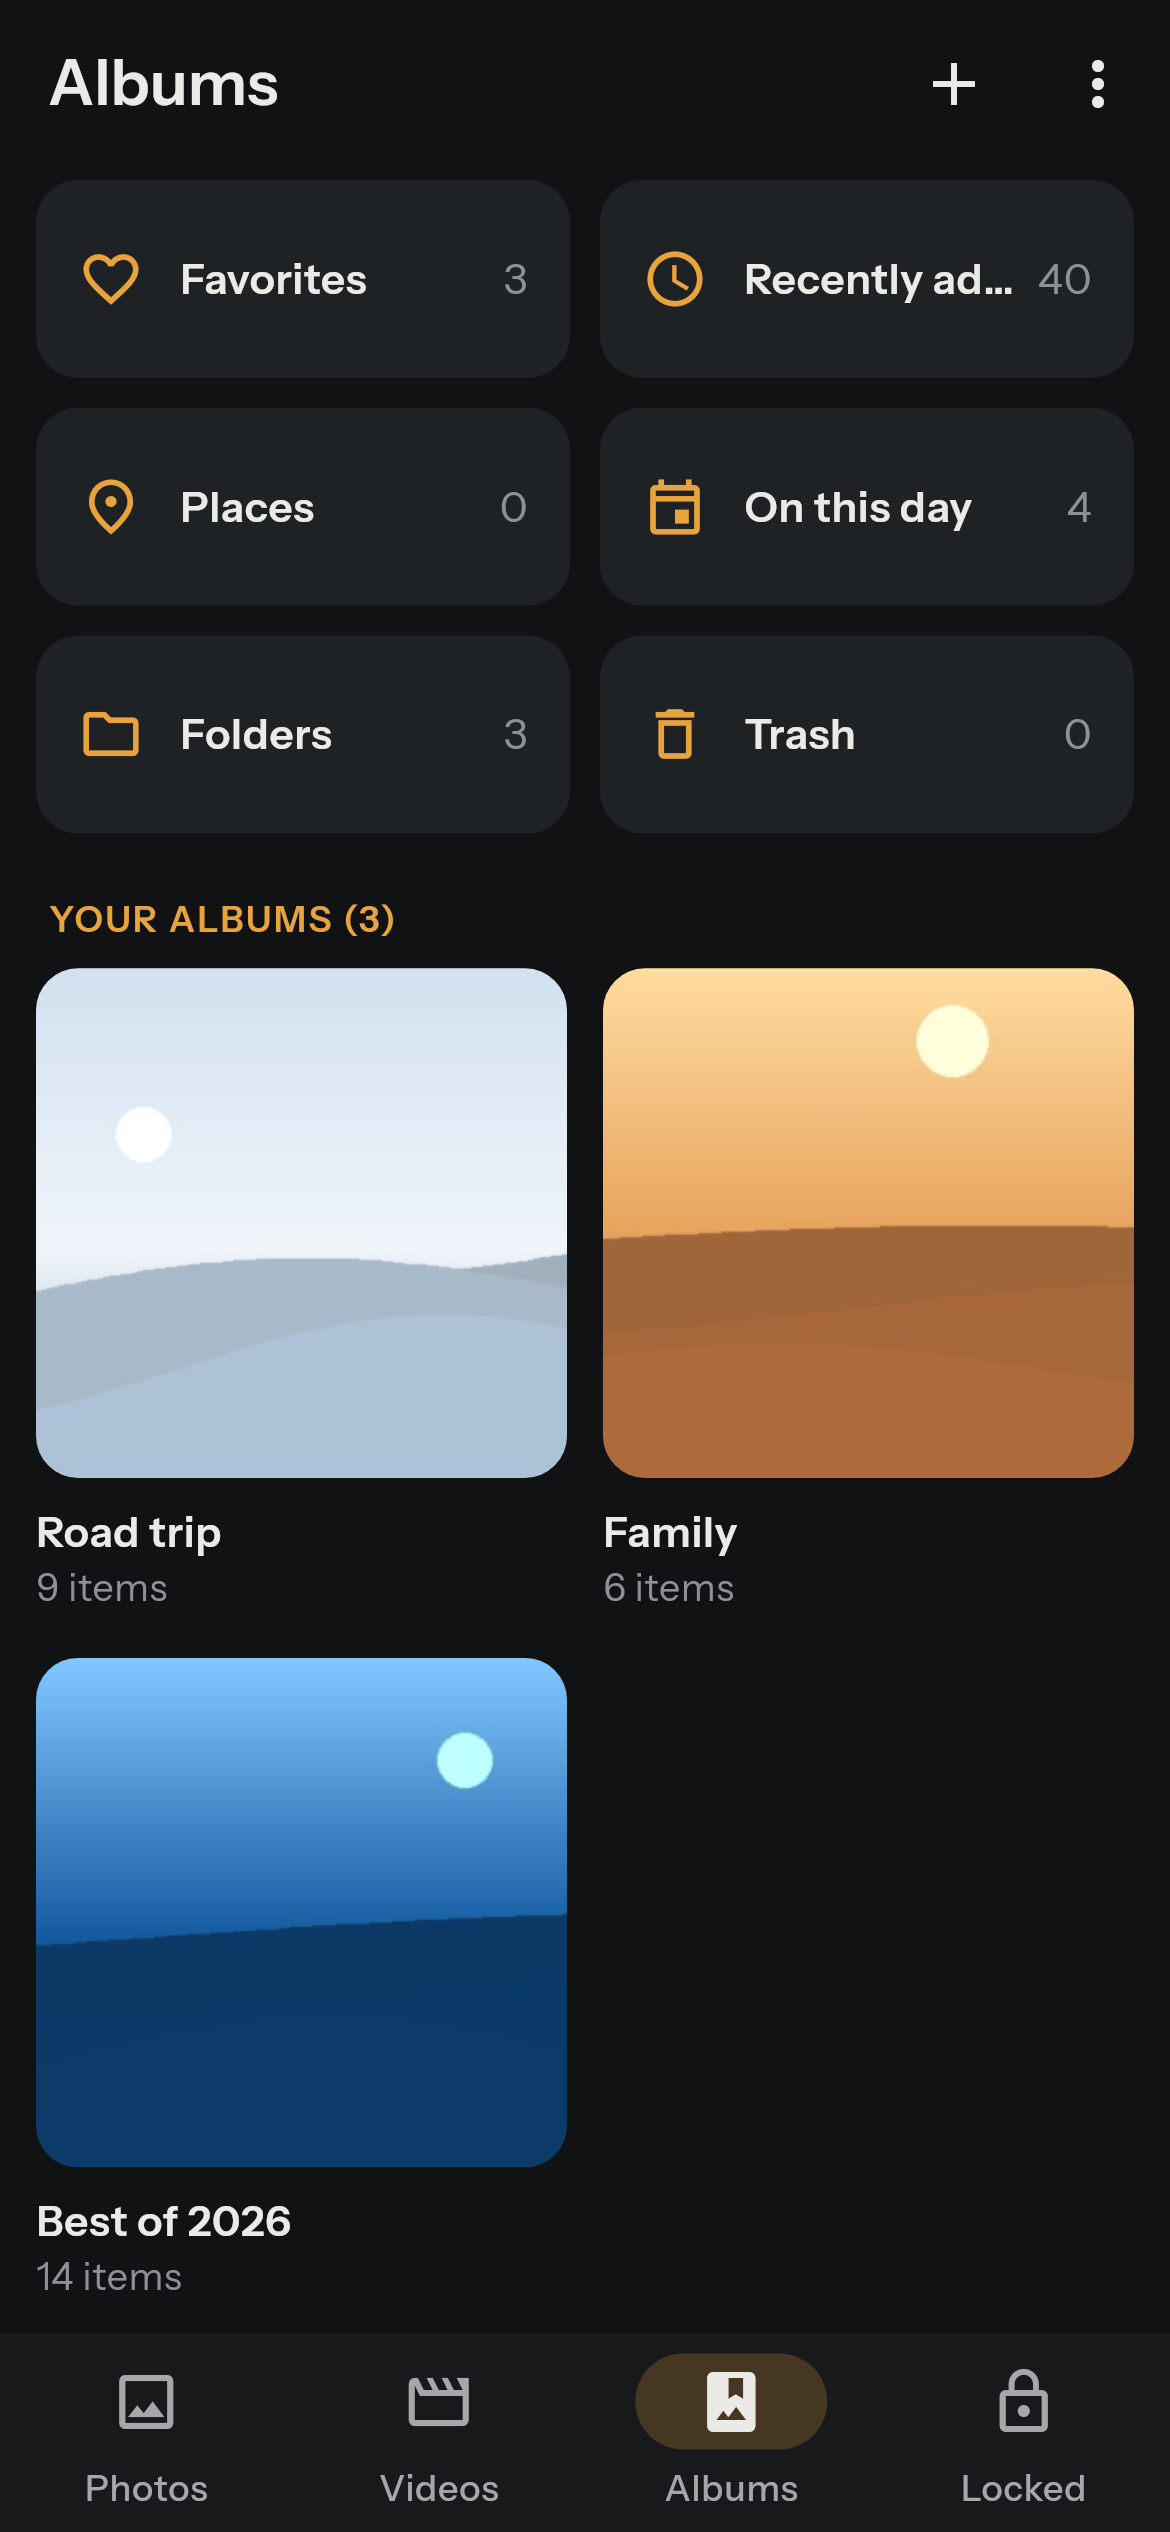 Albums
Favorites 3
Recently ad... 40
Places 0
On this day 4
Folders 3
Trash 0
YOUR ALBUMS (3)
Road trip
9 items
Family
6 items
Best of 2026
14 items
Photos
Videos
Albums
Locked